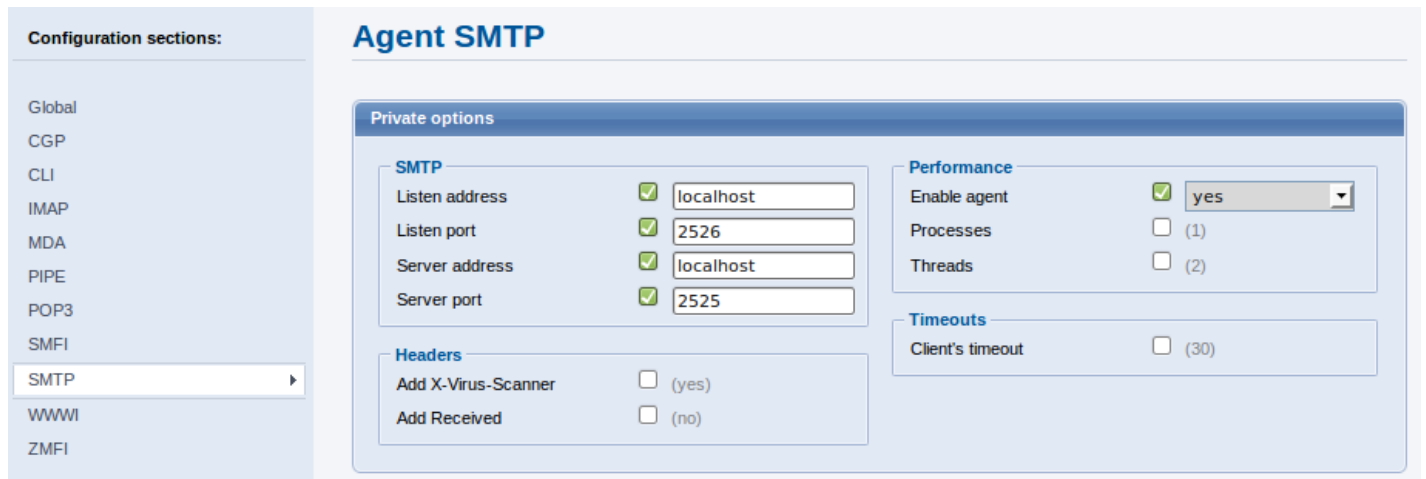 Configuration sections:
Global
CGP
CLI
IMAP
MDA
PIPE
POP3
SMFI
SMTP
WWWI
ZMFI
Agent SMTP
Private options
SMTP
Listen address localhost
Listen port 2526
Server address localhost
Server port 2525
Headers
Add X-Virus-Scanner (yes)
Add Received (no)
Performance
Enable agent yes
Processes (1)
Threads (2)
Timeouts
Client's timeout (30)